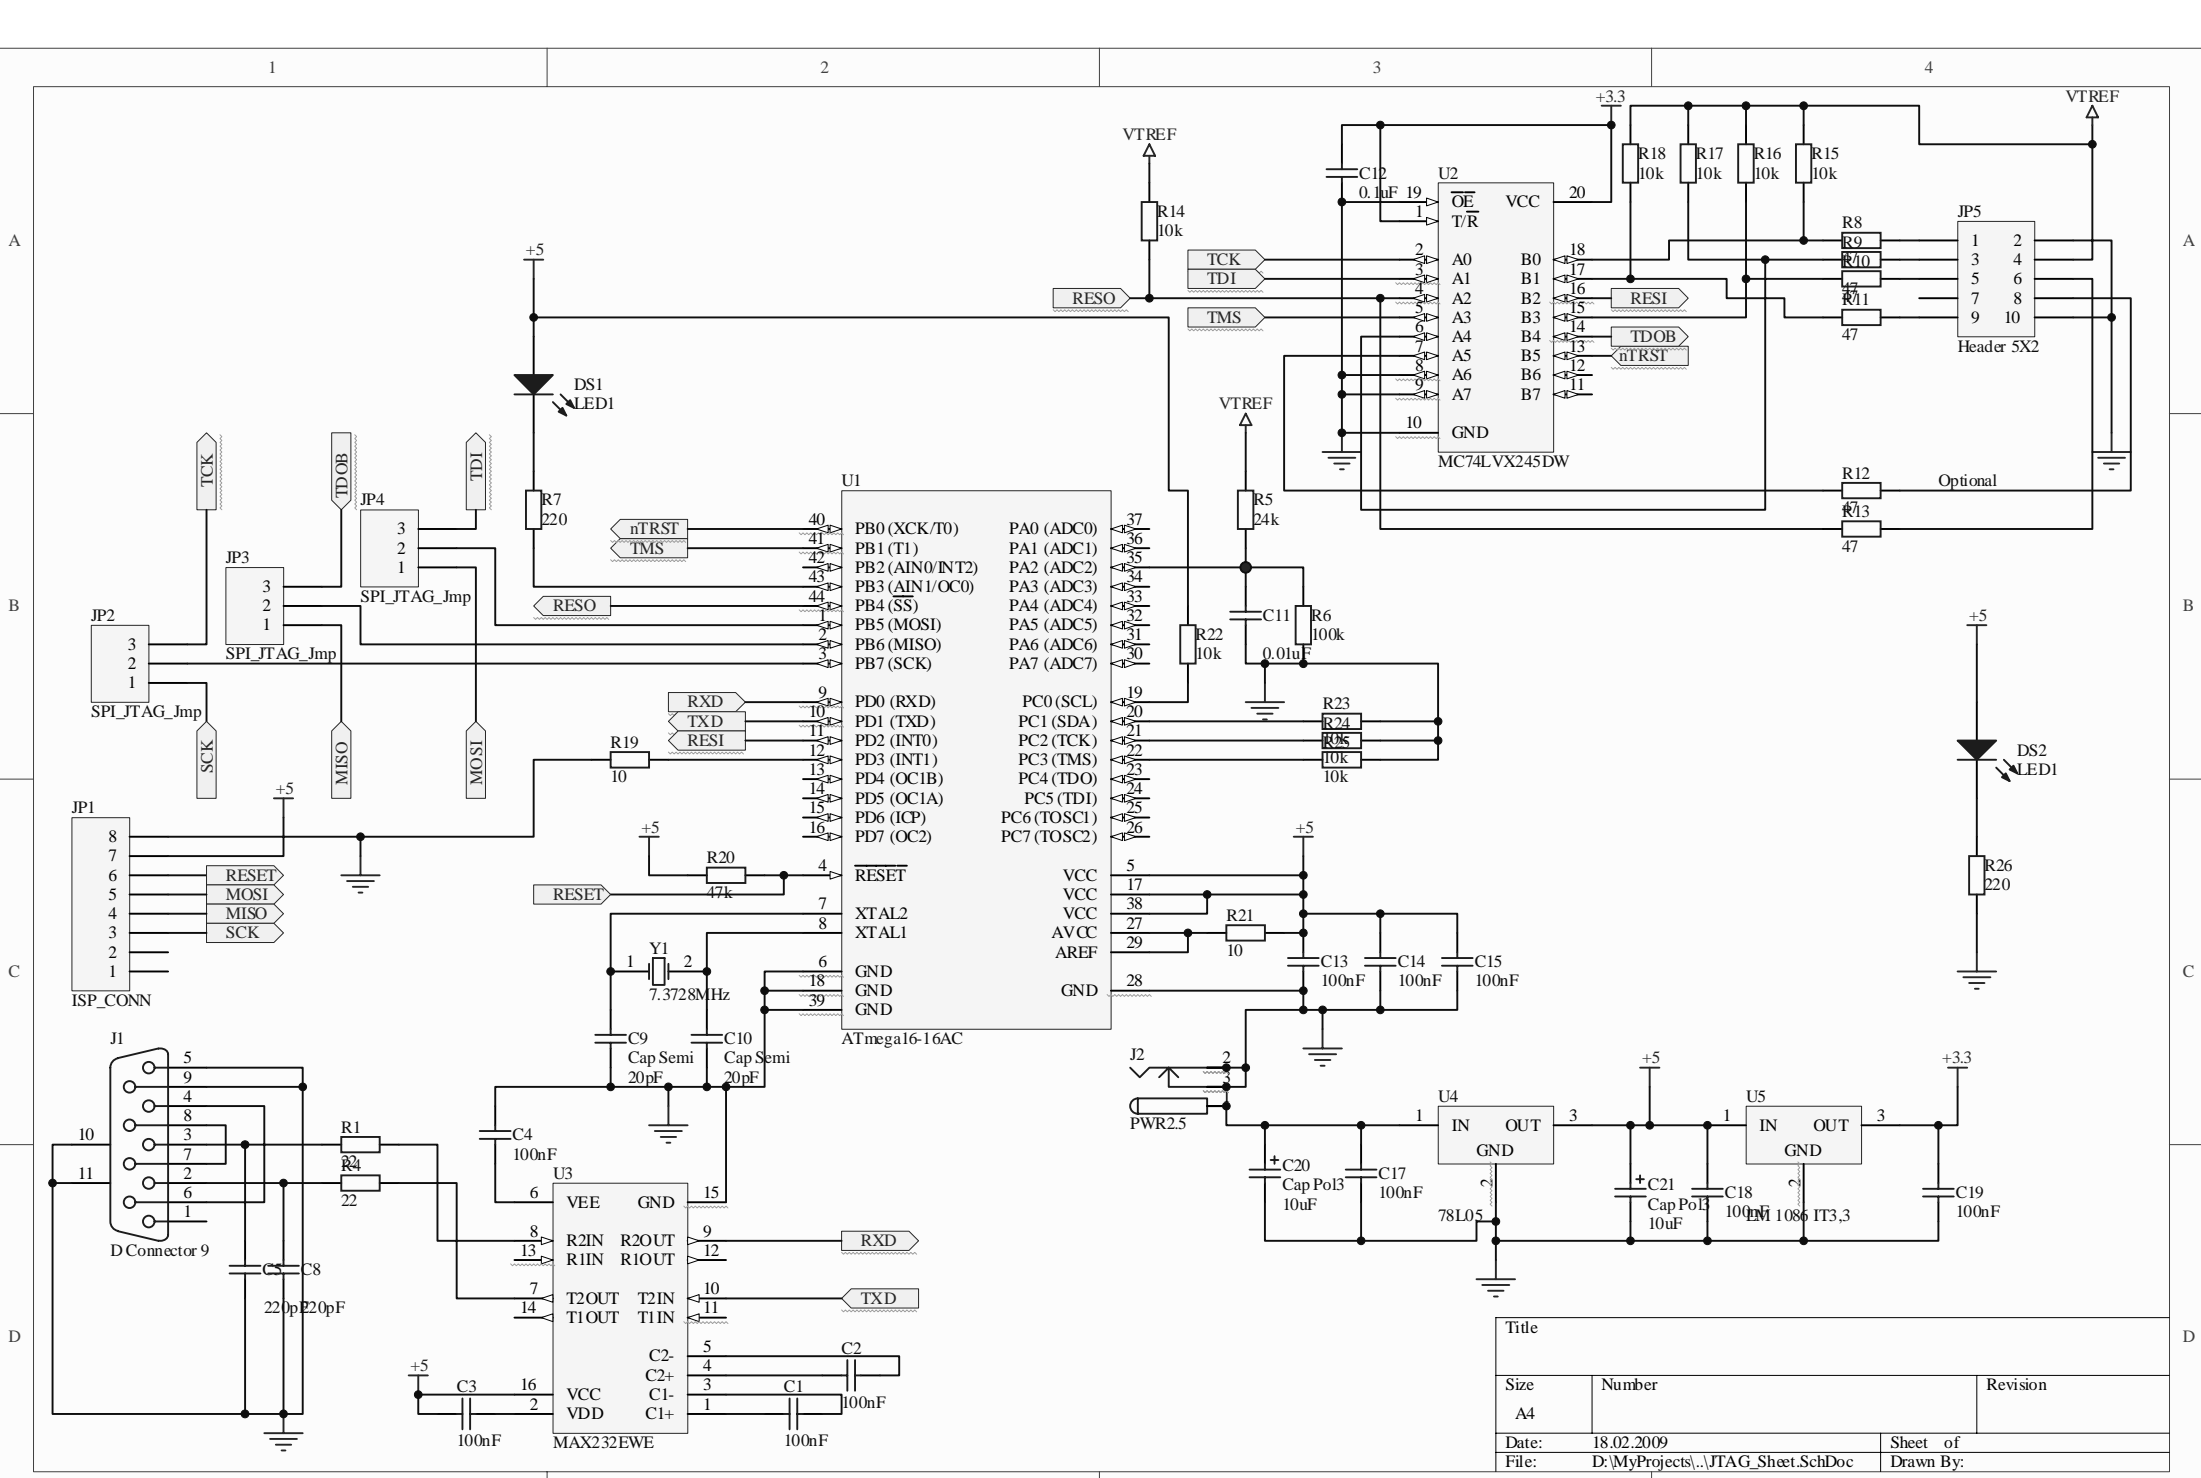 1 2 3 4
A
B
C
D
A
B
C
D
+5
DS1
LED1
R7
220
TCK
TDOB
TDI
JP4
3
2
1
SPI_JTAG_Jmp
JP3
3
2
1
SPI_JTAG_Jmp
JP2
3
2
1
SPI_JTAG_Jmp
SCK
MISO
MOSI
JP1
8
7
6 RESET
5 MOSI
4 MISO
3 SCK
2
1
ISP_CONN
+5
R19
10
+5
R20
47k
RESET
nTRST
TMS
RESO
RXD
TXD
RESI
U1
40 PB0 (XCK/T0) PA0 (ADC0) 37
41 PB1 (T1) PA1 (ADC1) 36
42 PB2 (AIN0/INT2) PA2 (ADC2) 35
43 PB3 (AIN1/OC0) PA3 (ADC3) 34
44 PB4 (SS) PA4 (ADC4) 33
1 PB5 (MOSI) PA5 (ADC5) 32
2 PB6 (MISO) PA6 (ADC6) 31
3 PB7 (SCK) PA7 (ADC7) 30
9 PD0 (RXD) PC0 (SCL) 19
10 PD1 (TXD) PC1 (SDA) 20
11 PD2 (INT0) PC2 (TCK) 21
12 PD3 (INT1) PC3 (TMS) 22
13 PD4 (OC1B) PC4 (TDO) 23
14 PD5 (OC1A) PC5 (TDI) 24
15 PD6 (ICP) PC6 (TOSC1) 25
16 PD7 (OC2) PC7 (TOSC2) 26
4 RESET VCC 5
VCC 17
7 XTAL2 VCC 38
8 XTAL1 AVCC 27
AREF 29
6 GND
18 GND GND 28
39 GND
ATmega16-16AC
Y1
1 2
7.3728MHz
C9
Cap Semi
20pF
C10
Cap Semi
20pF
VTREF
R14
10k
RESO
TCK
TDI
TMS
+3.3
C12
0.1uF
U2
19 OE VCC 20
1 T/R
2 A0 B0 18
3 A1 B1 17
4 A2 B2 16 RESI
5 A3 B3 15
6 A4 B4 14 TDOB
7 A5 B5 13 nTRST
8 A6 B6 12
9 A7 B7 11
10 GND
MC74LVX245DW
R18
10k
R17
10k
R16
10k
R15
10k
VTREF
R8
R9
R10
47
R11
47
JP5
1 2
3 4
5 6
7 8
9 10
Header 5X2
R12
Optional
R13
47
VTREF
R5
24k
C11
0.01uF
R6
100k
R22
10k
R23
R24
R25
10k
+5
R21
10
C13
100nF
C14
100nF
C15
100nF
+5
DS2
LED1
R26
220
J2
2
3
PWR2.5
C20
Cap Pol3
10uF
C17
100nF
U4
1 IN OUT 3
GND
2
78L05
+5
C21
Cap Pol3
10uF
C18
100nF
U5
1 IN OUT 3
GND
2
LM 1086 IT3,3
+3.3
C19
100nF
J1
5
9
4
8
3
7
2
6
1
10
11
D Connector 9
R1
R4
22
C5
220pF
C8
220pF
C4
100nF
U3
6 VEE GND 15
8 R2IN R2OUT 9 RXD
13 R1IN R1OUT 12
7 T2OUT T2IN 10 TXD
14 T1OUT T1IN 11
C2- 5
C2+ 4
16 VCC C1- 3
2 VDD C1+ 1
MAX232EWE
+5
C3
100nF
C1
100nF
C2
100nF
Title
Size Number Revision
A4
Date: 18.02.2009 Sheet of
File: D:\MyProjects\..\JTAG_Sheet.SchDoc Drawn By: